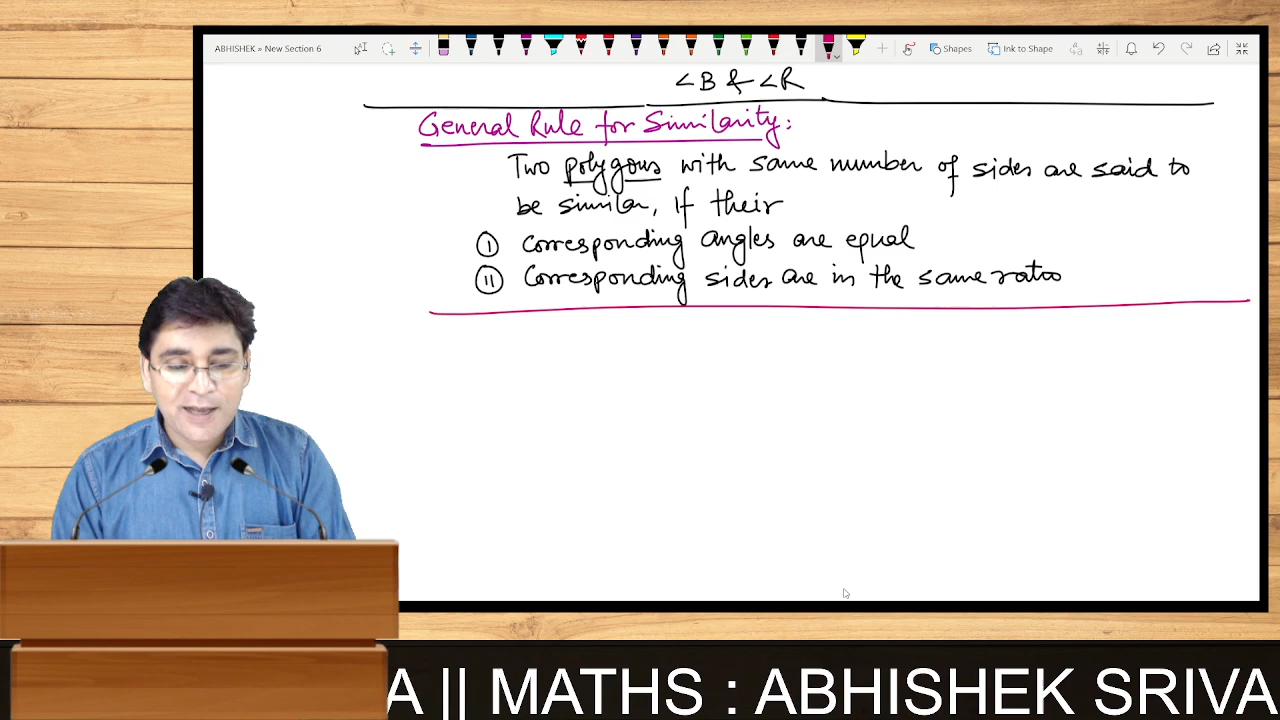 ABHISHEK » New Section 6
Shapes
Ink to Shape
∠B & ∠R
General Rule for Similarity:
Two polygons with same number of sides are said to
be similar, if their
I corresponding angles are equal
II Corresponding sides are in the same ratio
A || MATHS : ABHISHEK SRIVA